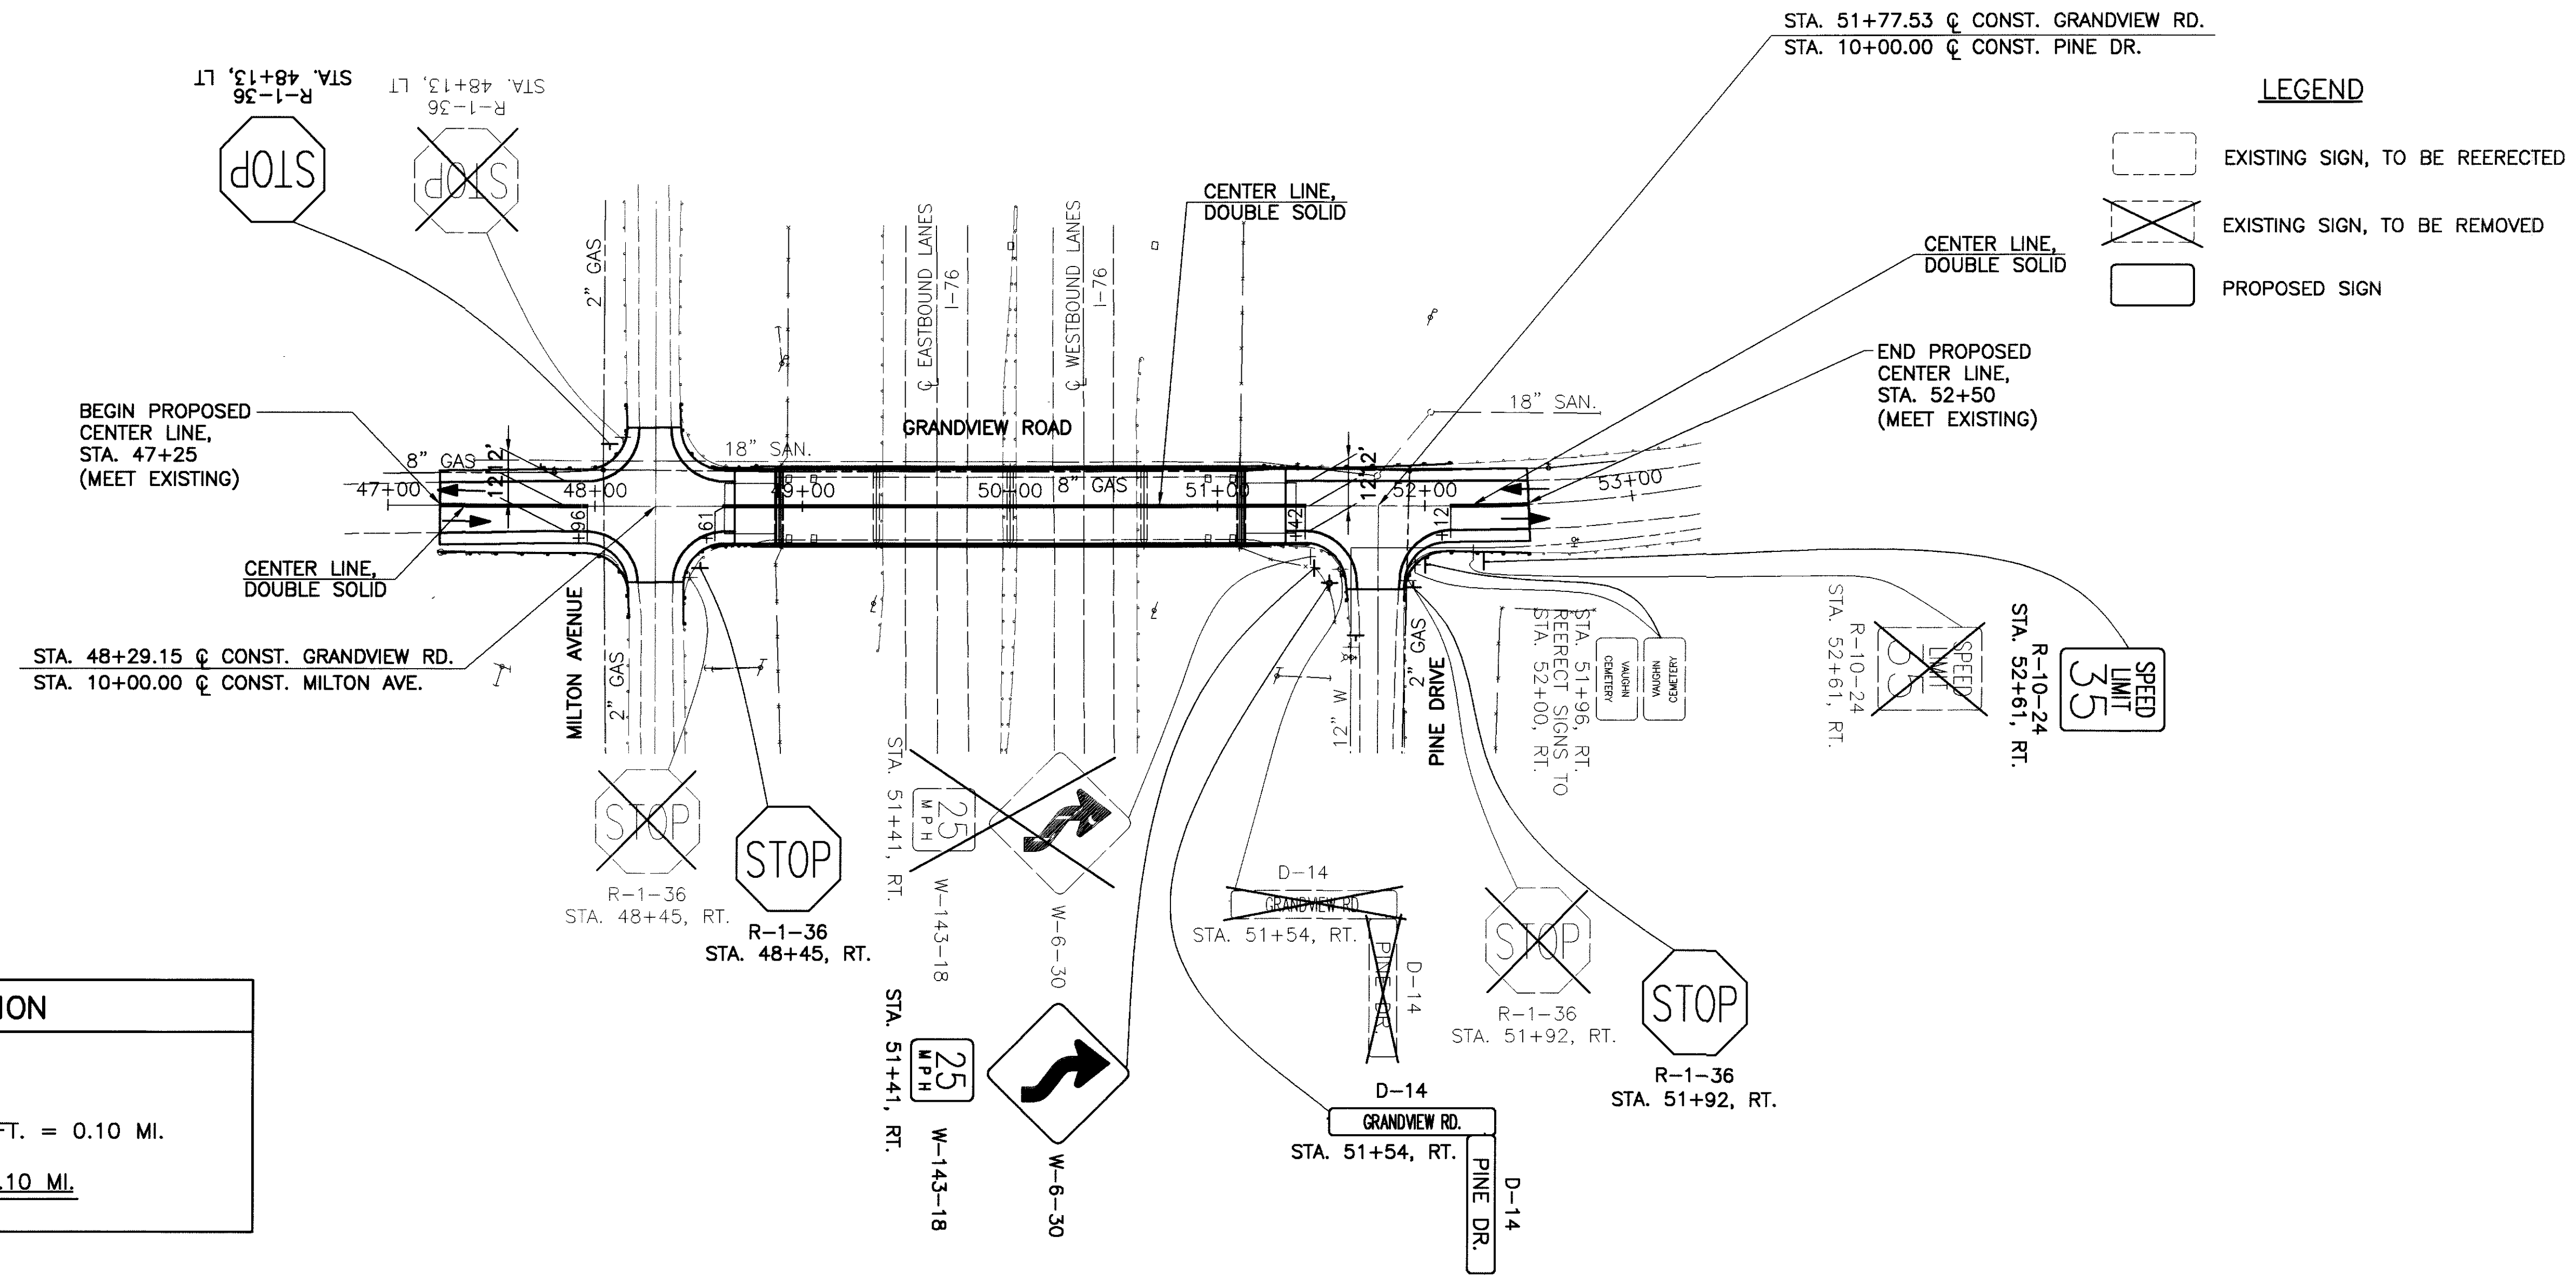 STA. 51+77.53 ℄ CONST. GRANDVIEW RD.
STA. 10+00.00 ℄ CONST. PINE DR.
LEGEND
EXISTING SIGN, TO BE REERECTED
EXISTING SIGN, TO BE REMOVED
PROPOSED SIGN
STA. 48+13, LT
R-1-36
STOP
STA. 48+13, LT
R-1-36
STOP
2" GAS
℄ EASTBOUND LANES
I-76
℄ WESTBOUND LANES
I-76
CENTER LINE,
DOUBLE SOLID
CENTER LINE,
DOUBLE SOLID
END PROPOSED
CENTER LINE,
STA. 52+50
(MEET EXISTING)
BEGIN PROPOSED
CENTER LINE,
STA. 47+25
(MEET EXISTING)
GRANDVIEW ROAD
18" SAN.
18" SAN.
8" GAS
12'
12'
12'
12'
47+00
48+00
49+00
50+00
8" GAS
51+00
52+00
53+00
+96
+61
+42
+12
CENTER LINE,
DOUBLE SOLID
STA. 48+29.15 ℄ CONST. GRANDVIEW RD.
STA. 10+00.00 ℄ CONST. MILTON AVE.
MILTON AVENUE
2" GAS
12" W
2" GAS
PINE DRIVE
STA. 51+96, RT.
REERECT SIGNS TO
STA. 52+00, RT.
VAUGHN
CEMETERY
VAUGHN
CEMETERY
SPEED
LIMIT
R-10-24
STA. 52+61, RT.
SPEED
LIMIT
35
R-10-24
STA. 52+61, RT.
STOP
R-1-36
STA. 48+45, RT.
STOP
R-1-36
STA. 48+45, RT.
STA. 51+41, RT.
25
MPH
W-143-18
W-6-30
STA. 51+41, RT.
25
MPH
W-143-18
W-6-30
D-14
GRANDVIEW RD
STA. 51+54, RT.
PINE DR.
D-14
D-14
GRANDVIEW RD.
STA. 51+54, RT.
PINE DR.
D-14
STOP
R-1-36
STA. 51+92, RT.
STOP
R-1-36
STA. 51+92, RT.
ION
FT. = 0.10 MI.
.10 MI.